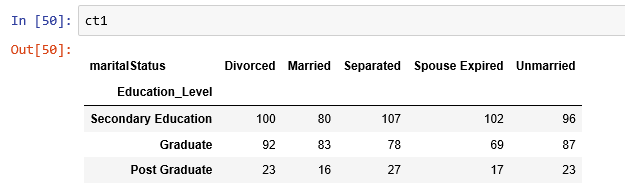 In [50]: ct1
Out[50]:
maritalStatus Divorced Married Separated Spouse Expired Unmarried
Education_Level
Secondary Education 100 80 107 102 96
Graduate 92 83 78 69 87
Post Graduate 23 16 27 17 23